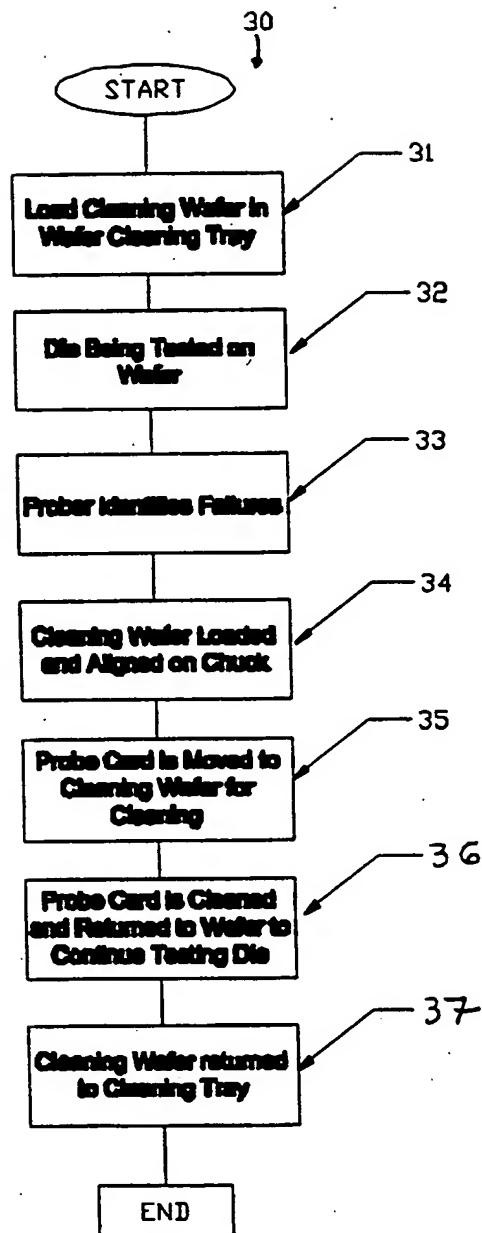 30
START
31
Load Cleaning Wafer in
Wafer Cleaning Tray
32
Die Being Tested on
Wafer
33
Prober Identifies Failures
34
Cleaning Wafer Loaded
and Aligned on Chuck
35
Probe Card is Moved to
Cleaning Wafer for
Cleaning
36
Probe Card is Cleaned
and Returned to Wafer to
Continue Testing Die
37
Cleaning Wafer returned
to Cleaning Tray
END